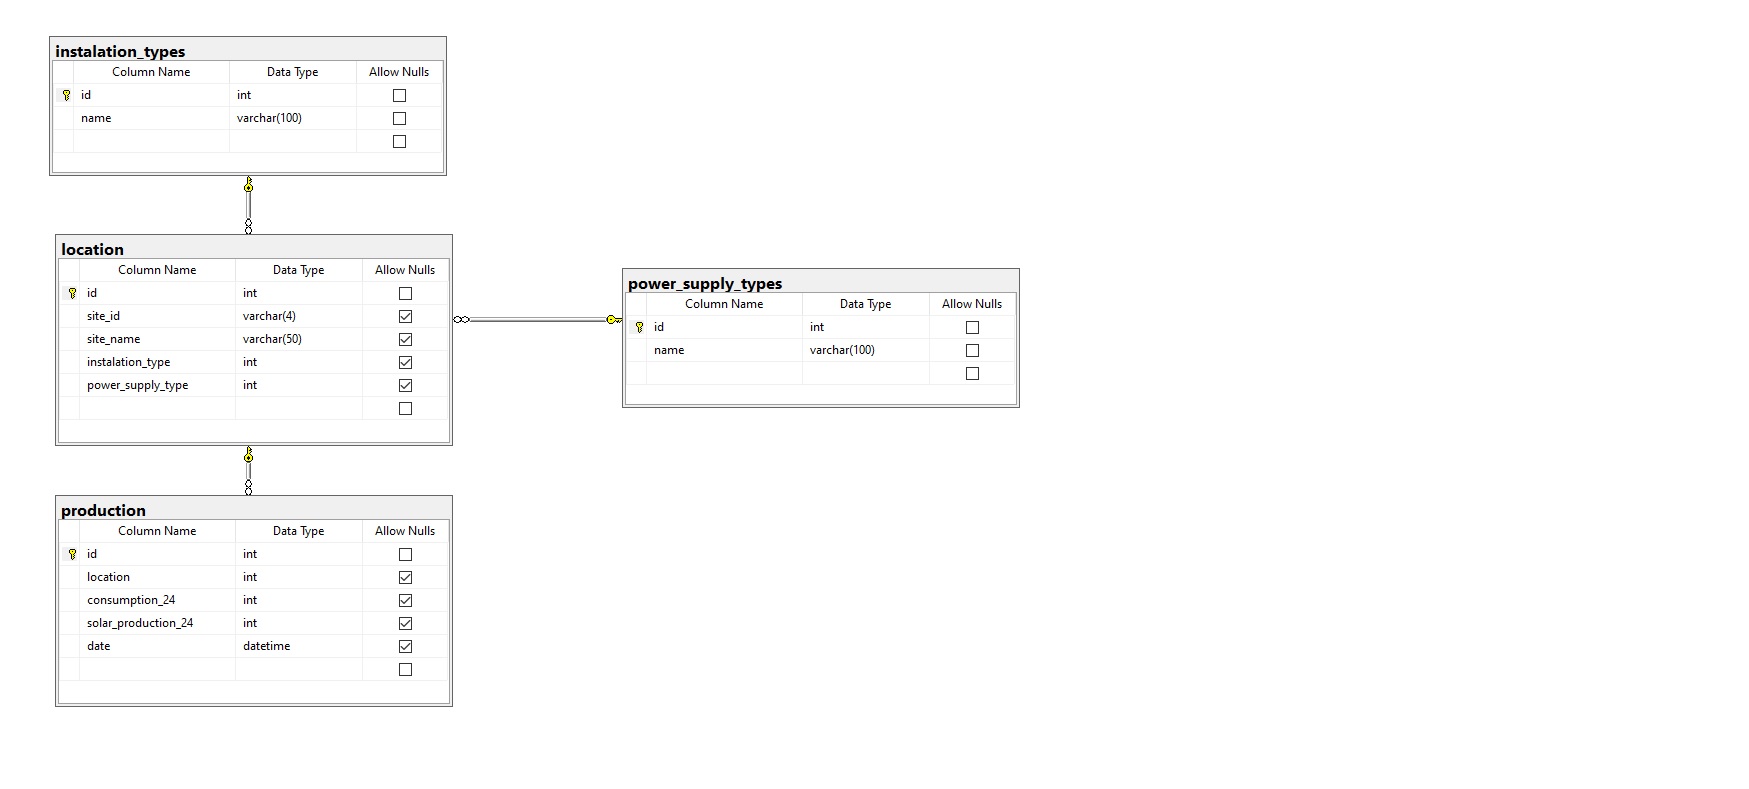 instalation_types
Column Name Data Type Allow Nulls
id int
name varchar(100)
location
Column Name Data Type Allow Nulls
id int
site_id varchar(4)
site_name varchar(50)
instalation_type int
power_supply_type int
power_supply_types
Column Name Data Type Allow Nulls
id int
name varchar(100)
production
Column Name Data Type Allow Nulls
id int
location int
consumption_24 int
solar_production_24 int
date datetime